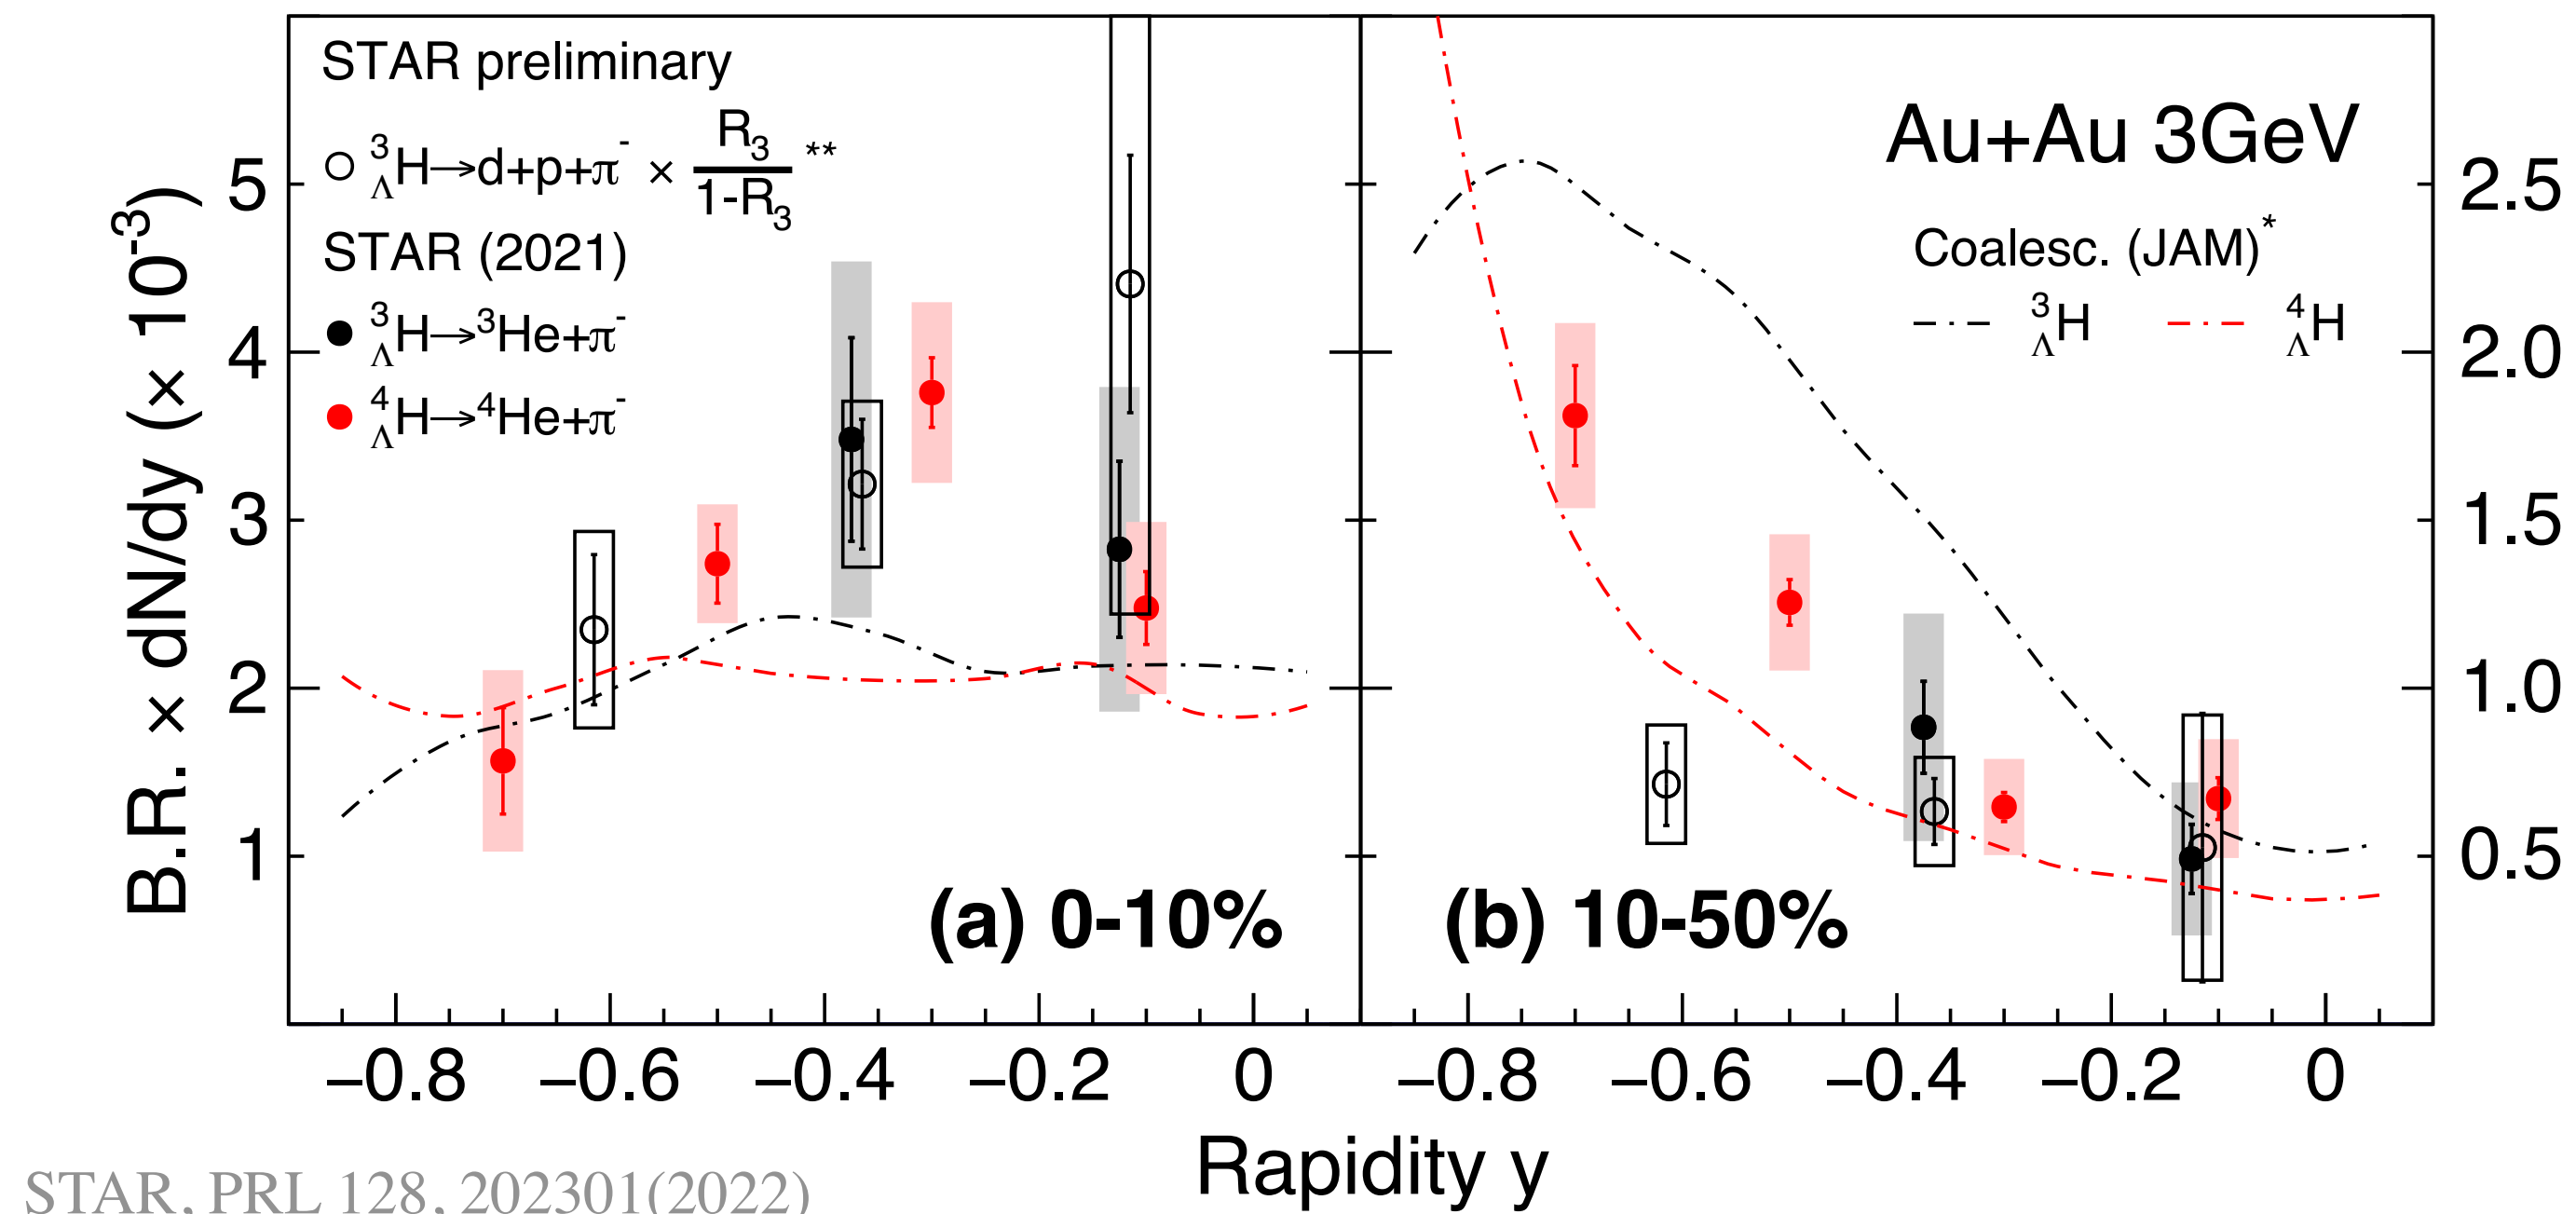 STAR preliminary
○ ³ΛH→d+p+π⁻ × R₃/1-R₃ **
STAR (2021)
● ³ΛH→³He+π⁻
● ⁴ΛH→⁴He+π⁻
Au+Au 3GeV
Coalesc. (JAM)*
³ΛH ⁴ΛH
B.R. × dN/dy (× 10⁻³)
5
4
3
2
1
2.5
2.0
1.5
1.0
0.5
(a) 0-10%
(b) 10-50%
−0.8 −0.6 −0.4 −0.2 0
−0.8 −0.6 −0.4 −0.2 0
Rapidity y
STAR, PRL 128, 202301(2022)